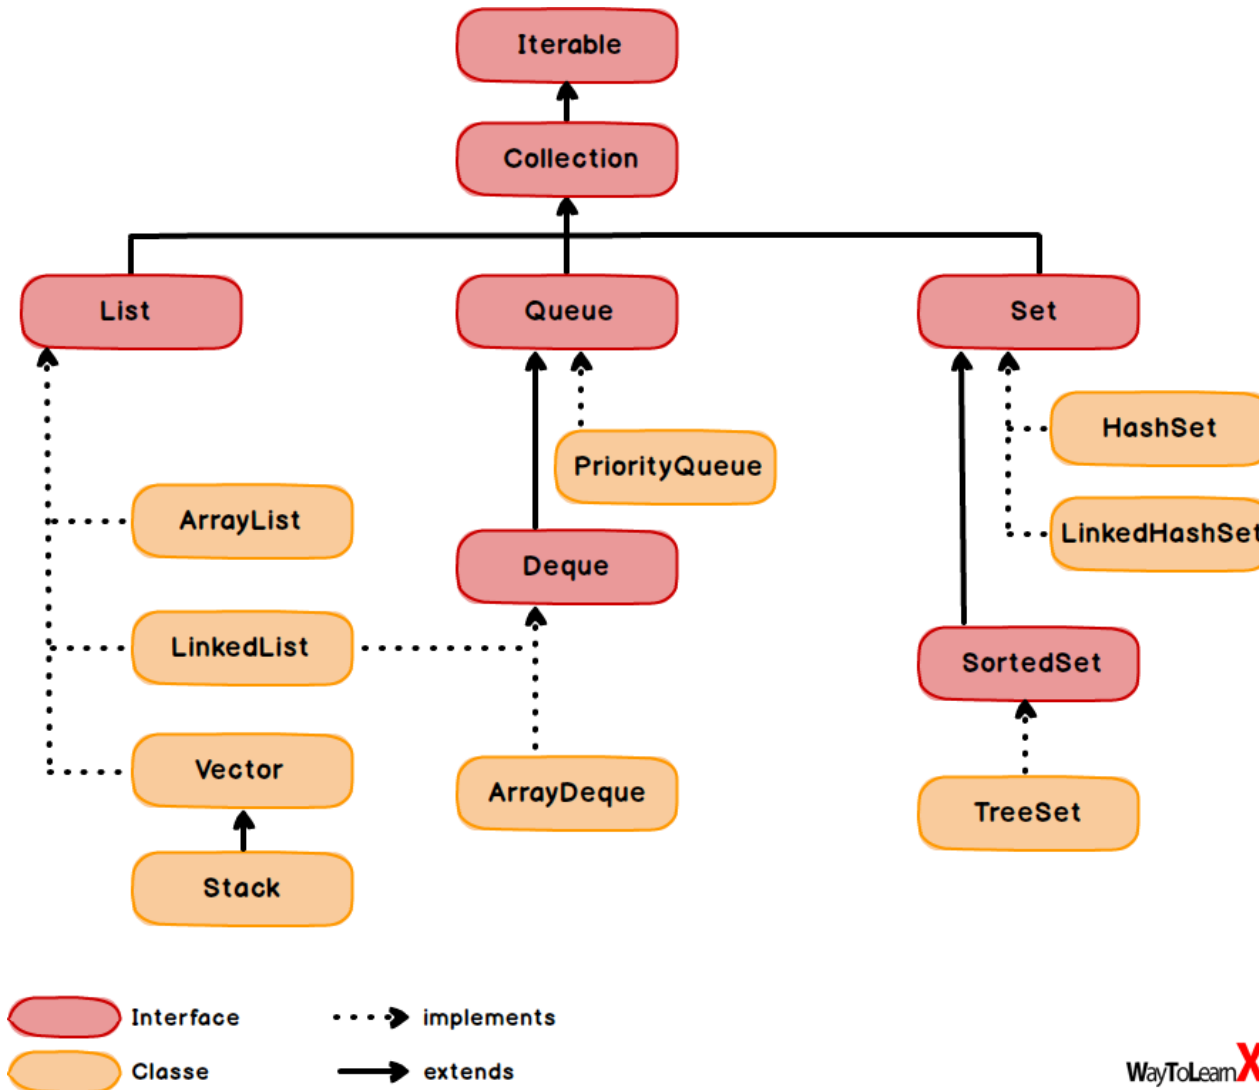 Iterable
Collection
List
Queue
Set
HashSet
PriorityQueue
ArrayList
LinkedHashSet
Deque
LinkedList
SortedSet
Vector
ArrayDeque
TreeSet
Stack
Interface
implements
Classe
extends
WayToLearnX